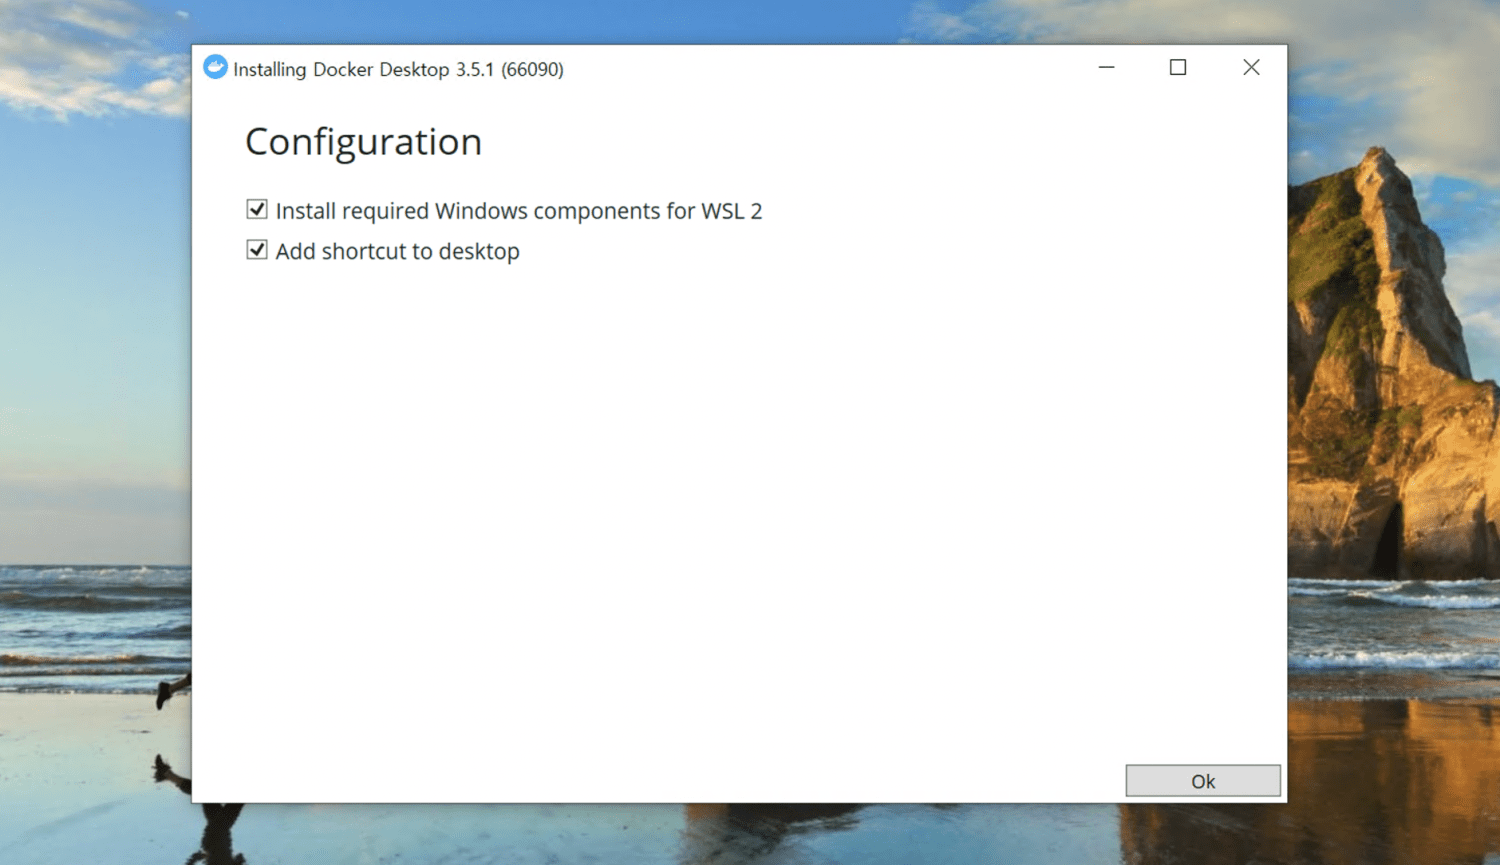 Installing Docker Desktop 3.5.1 (66090)
Configuration
Install required Windows components for WSL 2
Add shortcut to desktop
Ok